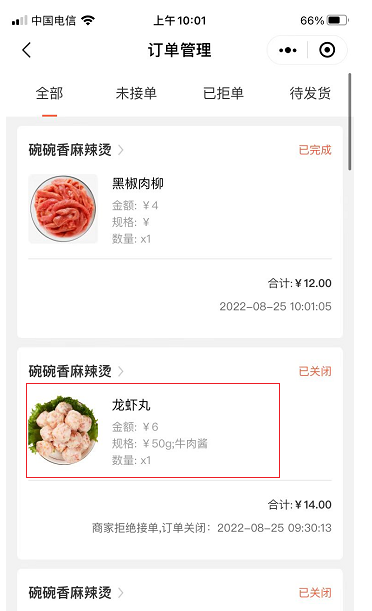 中国电信 上午10:01 66%
订单管理
全部 未接单 已拒单 待发货
碗碗香麻辣烫 已完成
黑椒肉柳
金额: ￥4
规格: ￥
数量: x1
合计:￥12.00
2022-08-25 10:01:05
碗碗香麻辣烫 已关闭
龙虾丸
金额: ￥6
规格: ￥50g;牛肉酱
数量: x1
合计:￥14.00
商家拒绝接单,订单关闭: 2022-08-25 09:30:13
碗碗香麻辣烫 已关闭